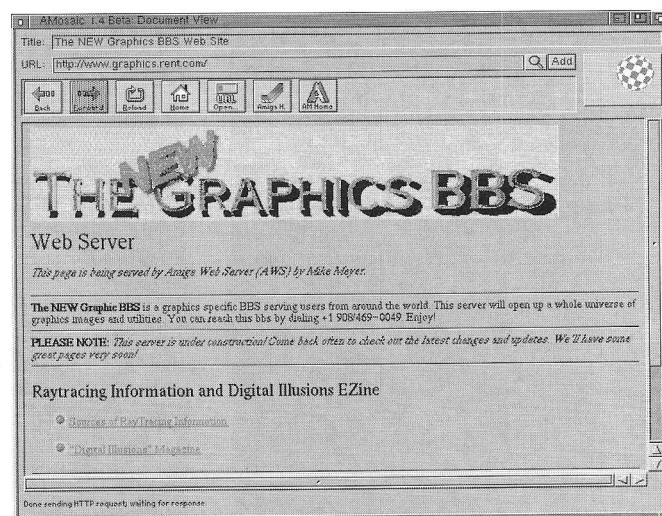 AMosaic 1.4 Beta: Document View
Title: The NEW Graphics BBS Web Site
URL: http://www.graphics.rent.com/ Add
Back Forward Reload Home Open... Amiga H. AM Home
THE NEW GRAPHICS BBS
Web Server
This page is being served by Amiga Web Server (AWS) by Mike Meyer.
The NEW Graphic BBS is a graphics specific BBS serving users from around the world. This server will open up a whole universe of
graphics images and utilities. You can reach this bbs by dialing +1 908/469-0049. Enjoy!
PLEASE NOTE: This server is under construction! Come back often to check out the latest changes and updates. We'll have some
great pages very soon!
Raytracing Information and Digital Illusions EZine
Sources of RayTracing Information
"Digital Illusions" Magazine
Done sending HTTP request; waiting for response.